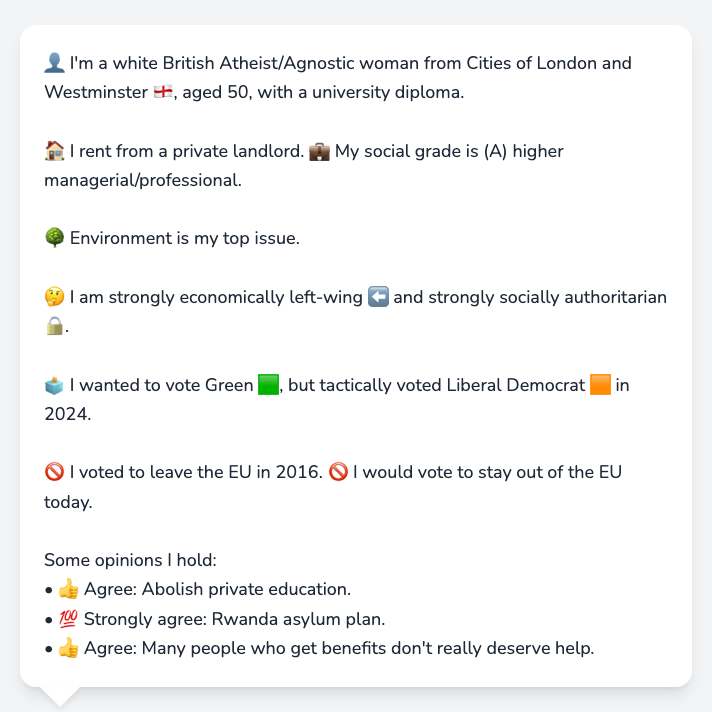 👤 I'm a white British Atheist/Agnostic woman from Cities of London and
Westminster 🏴󠁧󠁢󠁥󠁮󠁧󠁿, aged 50, with a university diploma.
🏠 I rent from a private landlord. 💼 My social grade is (A) higher
managerial/professional.
🌳 Environment is my top issue.
🤔 I am strongly economically left-wing ⬅️ and strongly socially authoritarian
🔒.
🗳️ I wanted to vote Green 🟩, but tactically voted Liberal Democrat 🟧 in
2024.
🚫 I voted to leave the EU in 2016. 🚫 I would vote to stay out of the EU
today.
Some opinions I hold:
• 👍 Agree: Abolish private education.
• 💯 Strongly agree: Rwanda asylum plan.
• 👍 Agree: Many people who get benefits don't really deserve help.